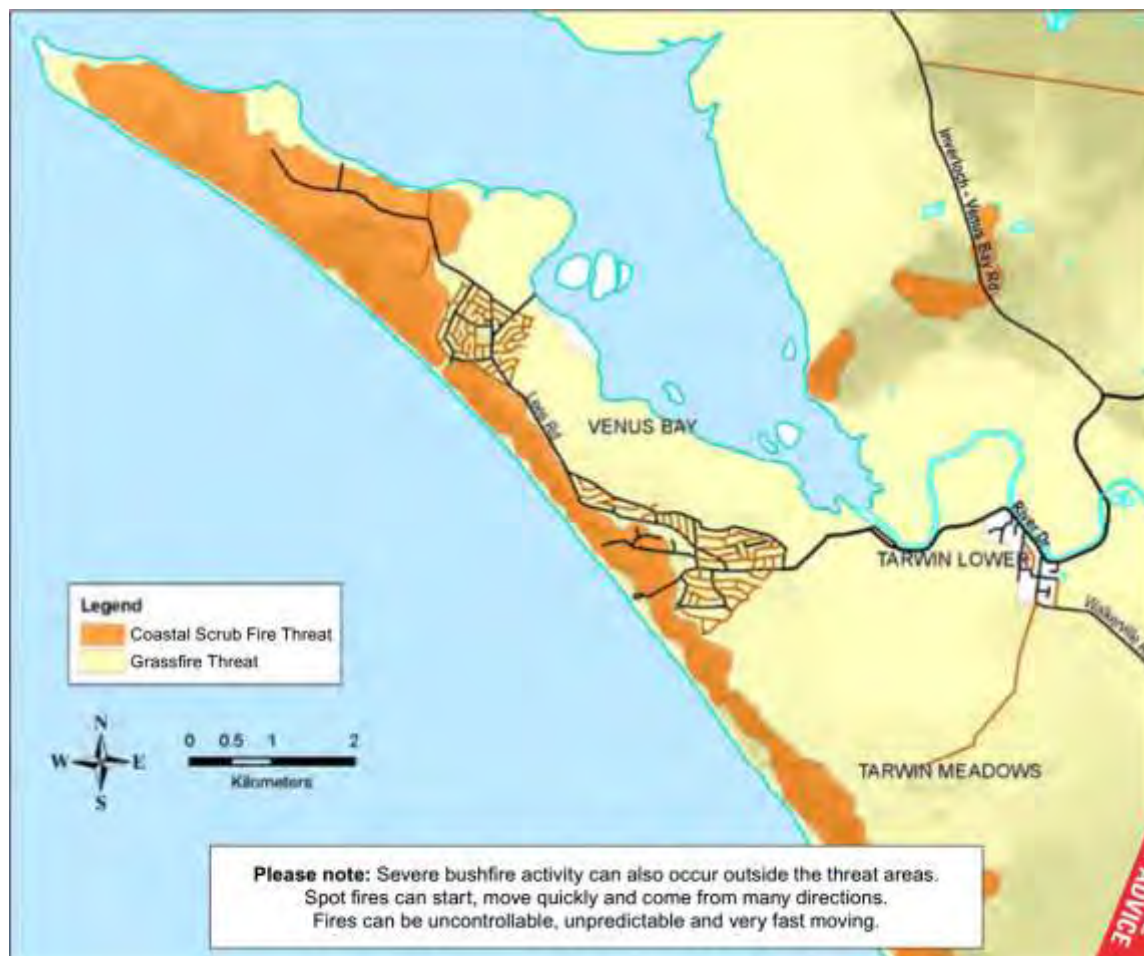 Inverloch - Venus Bay Rd
VENUS BAY
TARWIN LOWER
River Dr
Walkerville
TARWIN MEADOWS
Legend
Coastal Scrub Fire Threat
Grassfire Threat
N
W E
S
0 0.5 1 2
Kilometers
Please note: Severe bushfire activity can also occur outside the threat areas.
Spot fires can start, move quickly and come from many directions.
Fires can be uncontrollable, unpredictable and very fast moving.
ADVICE